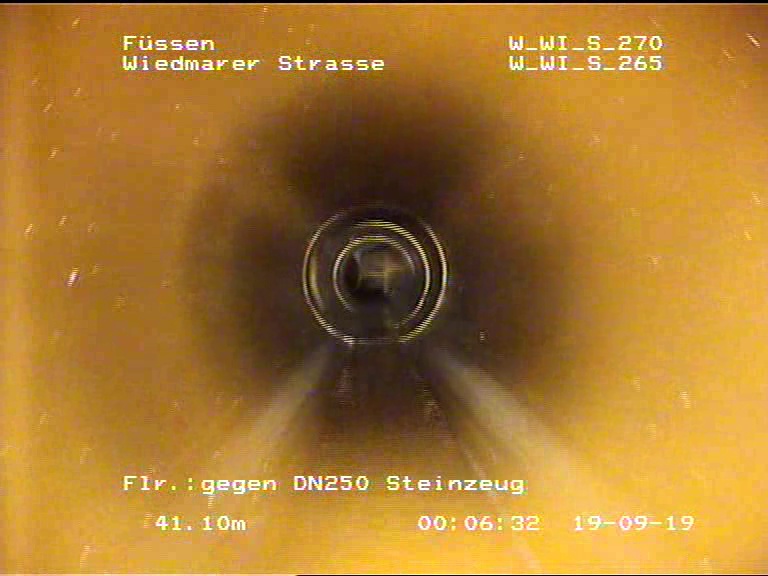 Füssen W_WI_S_270
Wiedmarer Strasse W_WI_S_265
Flr.:gegen DN250 Steinzeug
41.10m 00:06:32 19-09-19